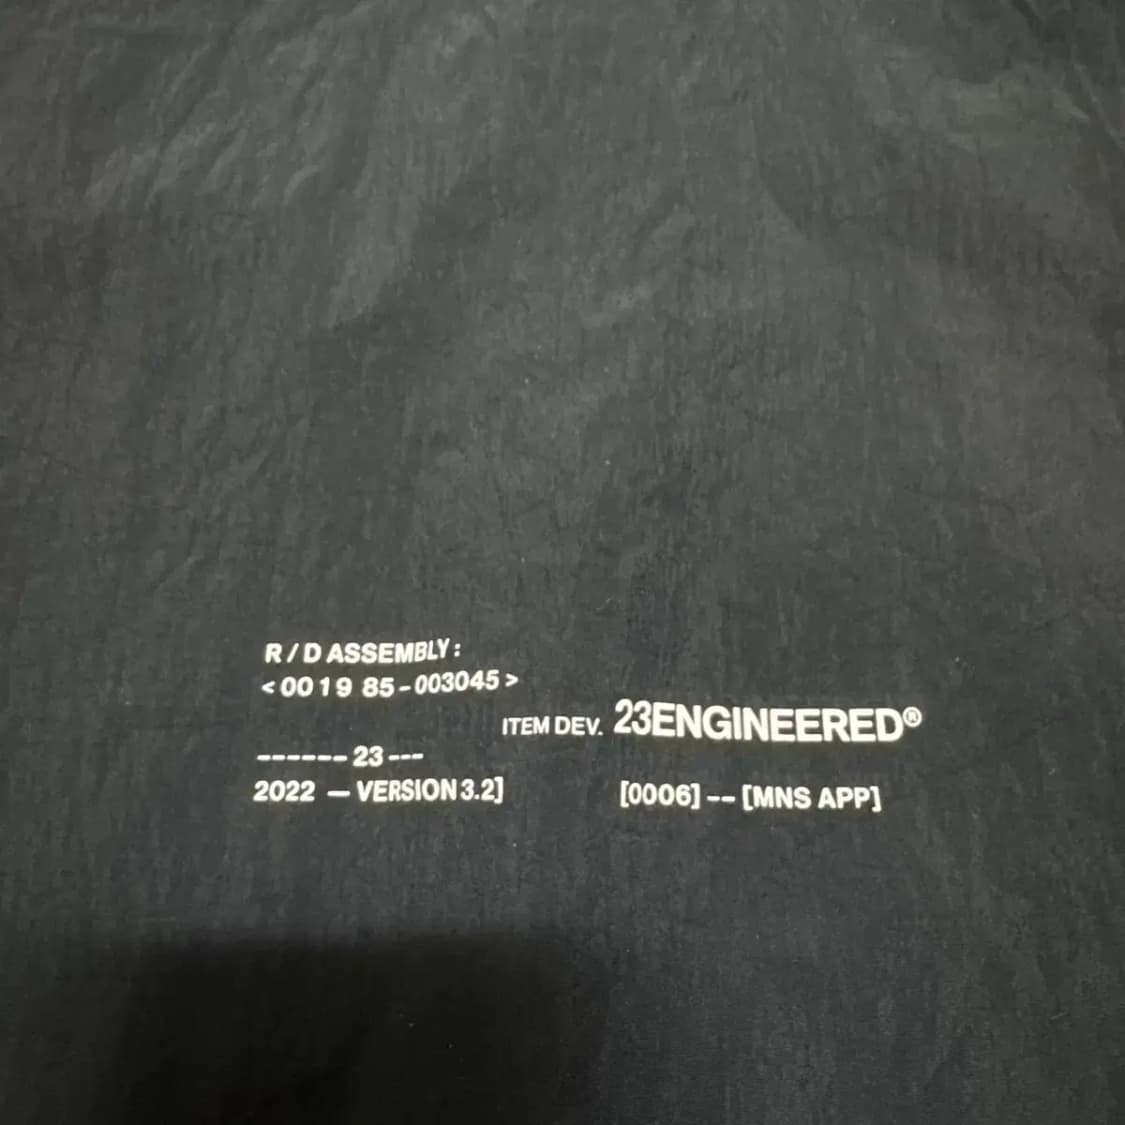 R / D ASSEMBLY :
< 0019 85 - 003045 >
ITEM DEV. 23ENGINEERED®
------ 23 ---
2022 — VERSION 3.2]
[0006] -- [MNS APP]